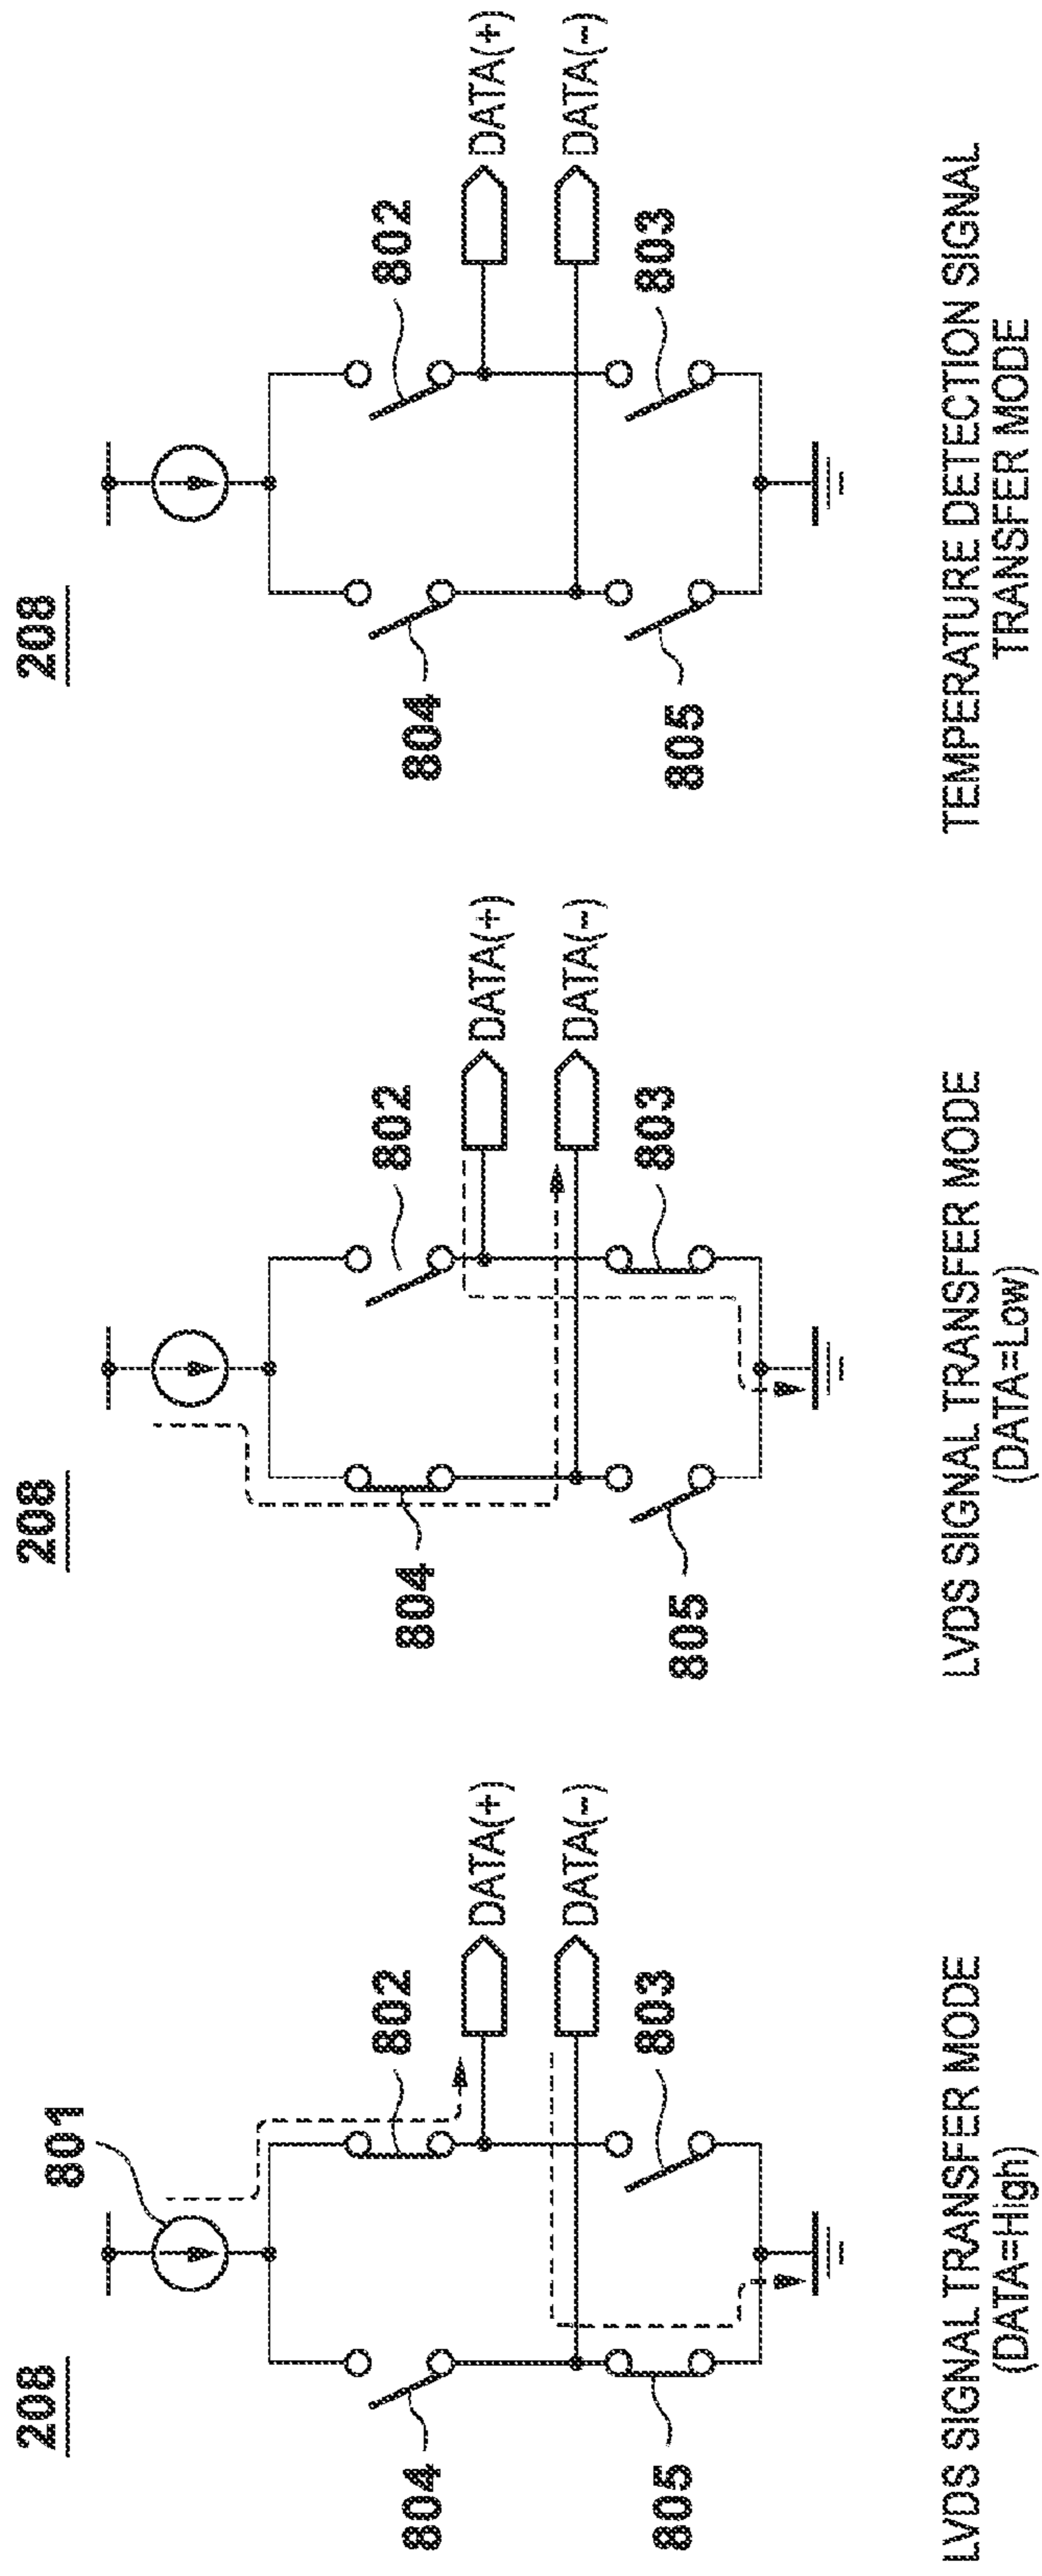 208
801
802
DATA(+)
DATA(-)
803
804
805
LVDS SIGNAL TRANSFER MODE
(DATA=High)
208
802
DATA(+)
DATA(-)
803
804
805
LVDS SIGNAL TRANSFER MODE
(DATA=Low)
208
802
DATA(+)
DATA(-)
803
804
805
TEMPERATURE DETECTION SIGNAL
TRANSFER MODE